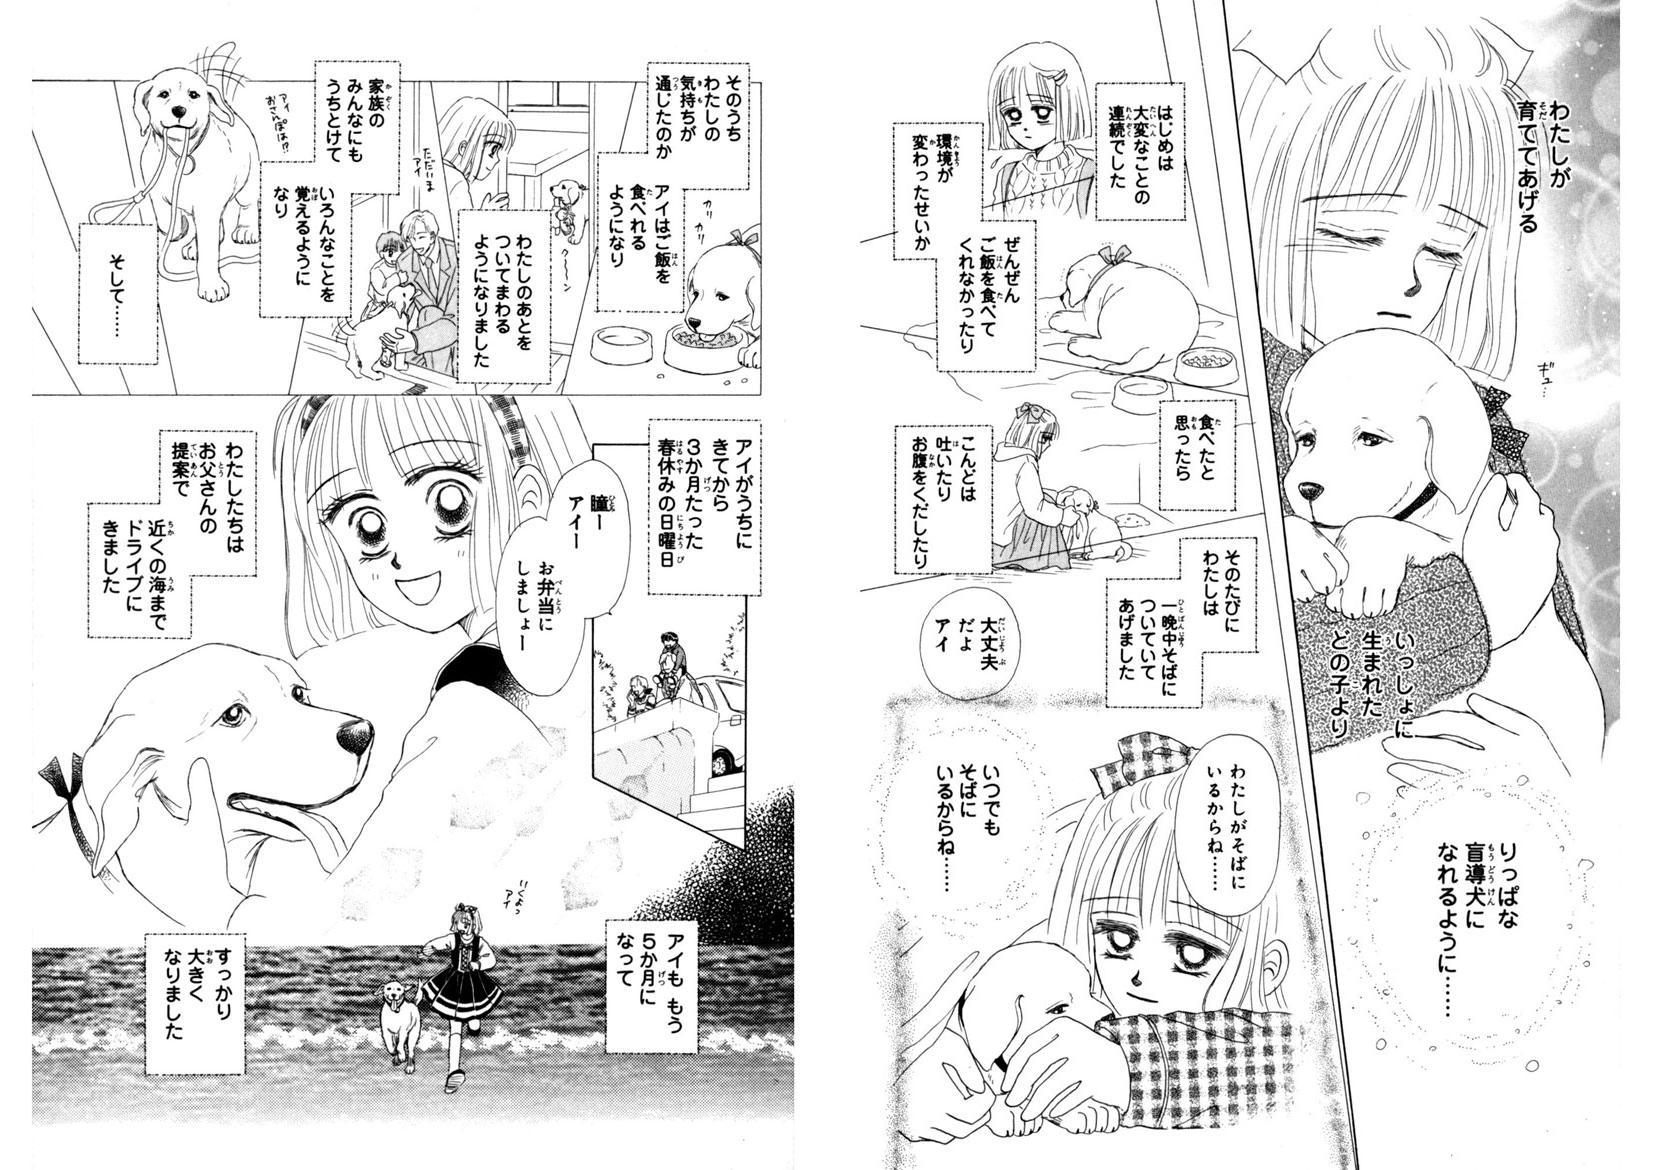 わたしが
育ててあげる
ギュ…
いっしょに
生まれた
どの子より
りっぱな
盲導犬に
なれるように……
はじめは
大変なことの
連続でした
環境が
変わったせいか
ぜんぜん
ご飯を食べて
くれなかったり
食べたと
思ったら
こんどは
吐いたり
お腹をくだしたり
そのたびに
わたしは
一晩中そばに
ついていて
あげました
大丈夫
だよ
アイ
わたしがそばに
いるからね……
いつでも
そばに
いるからね……
そのうち
わたしの
気持ちが
通じたのか
アイはご飯を
食べれる
ようになり
カリ
カリ
ただいま
アイ
ク〜〜ン
わたしのあとを
ついてまわる
ようになりました
家族の
みんなにも
うちとけて
いろんなことを
覚えるように
なり
アイ
おさんぽは!?
そして……
アイがうちに
きてから
3か月たった
春休みの日曜日
瞳ー
アイー
お弁当に
しましょー
わたしたちは
お父さんの
提案で
近くの海まで
ドライブに
きました
いくよっ
アイ
アイも もう
5か月に
なって
すっかり
大きく
なりました